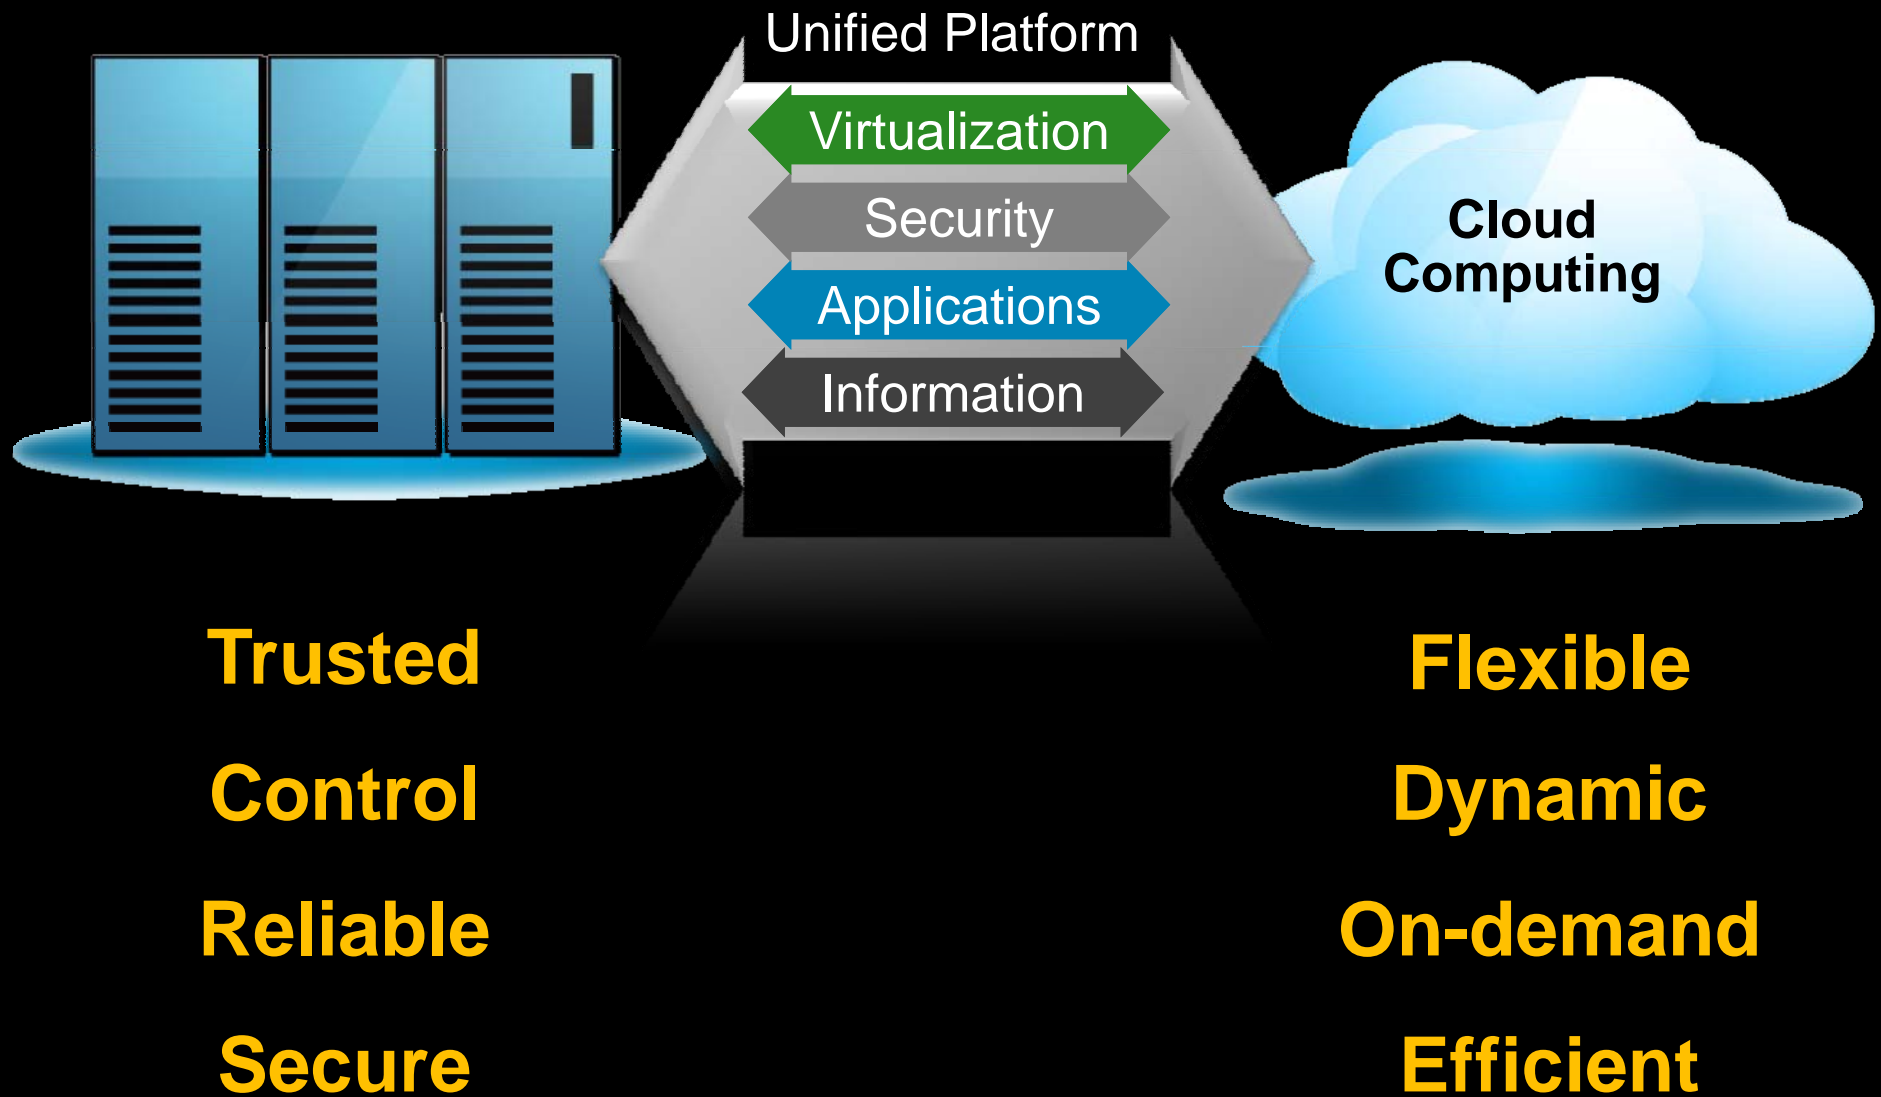 Unified Platform
Virtualization
Security
Applications
Information
Cloud
Computing
Trusted
Control
Reliable
Secure
Flexible
Dynamic
On-demand
Efficient